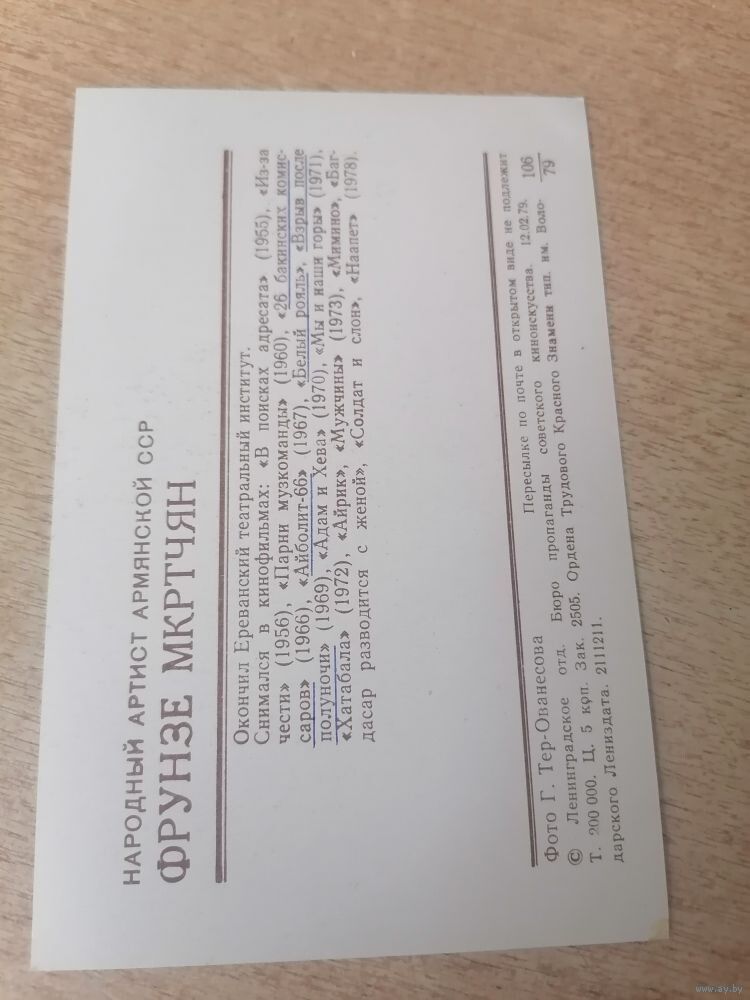 НАРОДНЫЙ АРТИСТ АРМЯНСКОЙ ССР
ФРУНЗЕ МКРТЧЯН
Окончил Ереванский театральный институт.
Снимался в кинофильмах: «В поисках адресата» (1955), «Из-за
чести» (1956), «Парни музкоманды» (1960), «26 бакинских комис-
саров» (1966), «Айболит-66» (1967), «Белый рояль», «Взрыв после
полуночи» (1969), «Адам и Хева» (1970), «Мы и наши горы» (1971),
«Хатабала» (1972), «Айрик», «Мужчины» (1973), «Мимино», «Баг-
дасар разводится с женой», «Солдат и слон», «Наапет» (1978).
Фото Г. Тер-Ованесова Пересылке по почте в открытом виде не подлежит
© Ленинградское отд. Бюро пропаганды советского киноискусства. 12.02.79. 106/79
Т. 200 000. Ц. 5 коп. Зак. 2505. Ордена Трудового Красного Знамени тип. им. Воло-
дарского Лениздата. 2111211.
www.ay.by